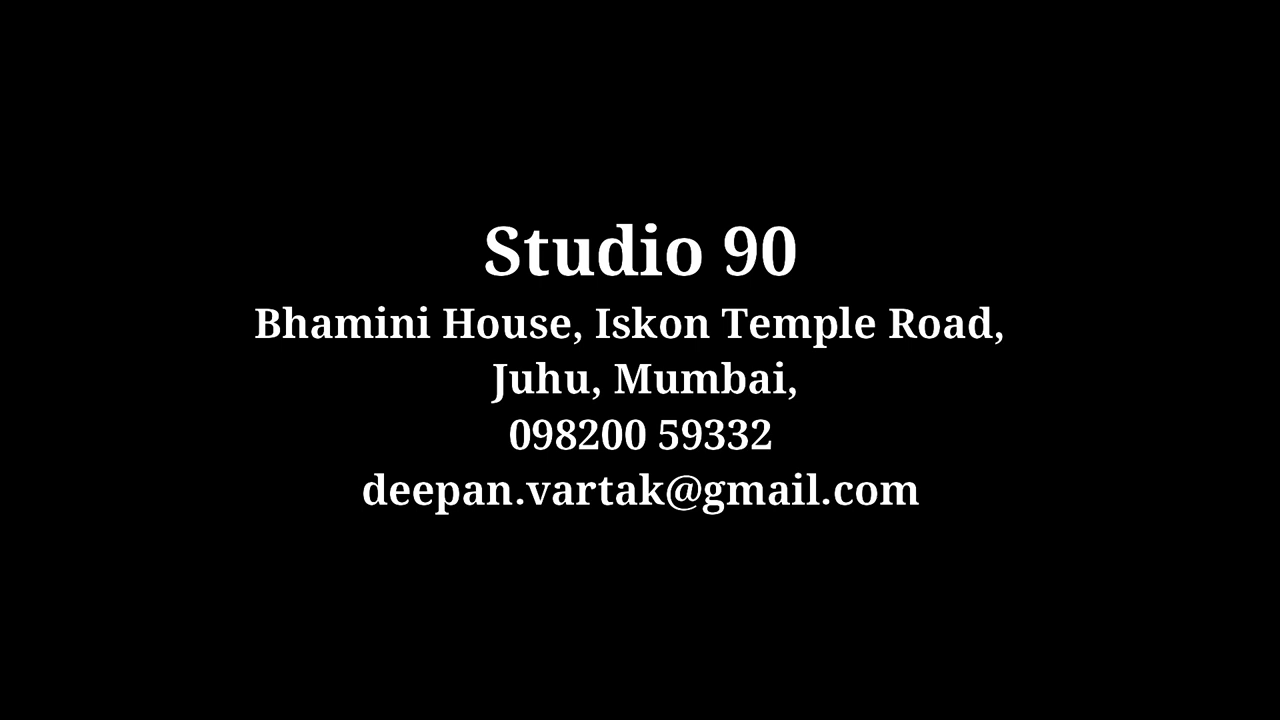 Studio 90
Bhamini House, Iskon Temple Road,
Juhu, Mumbai,
098200 59332
deepan.vartak@gmail.com